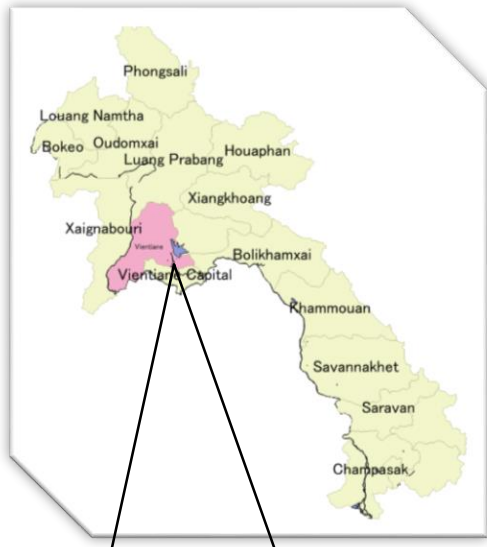 Phongsali
Louang Namtha
Bokeo
Oudomxai
Luang Prabang
Houaphan
Xiangkhoang
Xaignabouri
Vientiane
Bolikhamxai
Vientiane Capital
Khammouan
Savannakhet
Saravan
Champasak